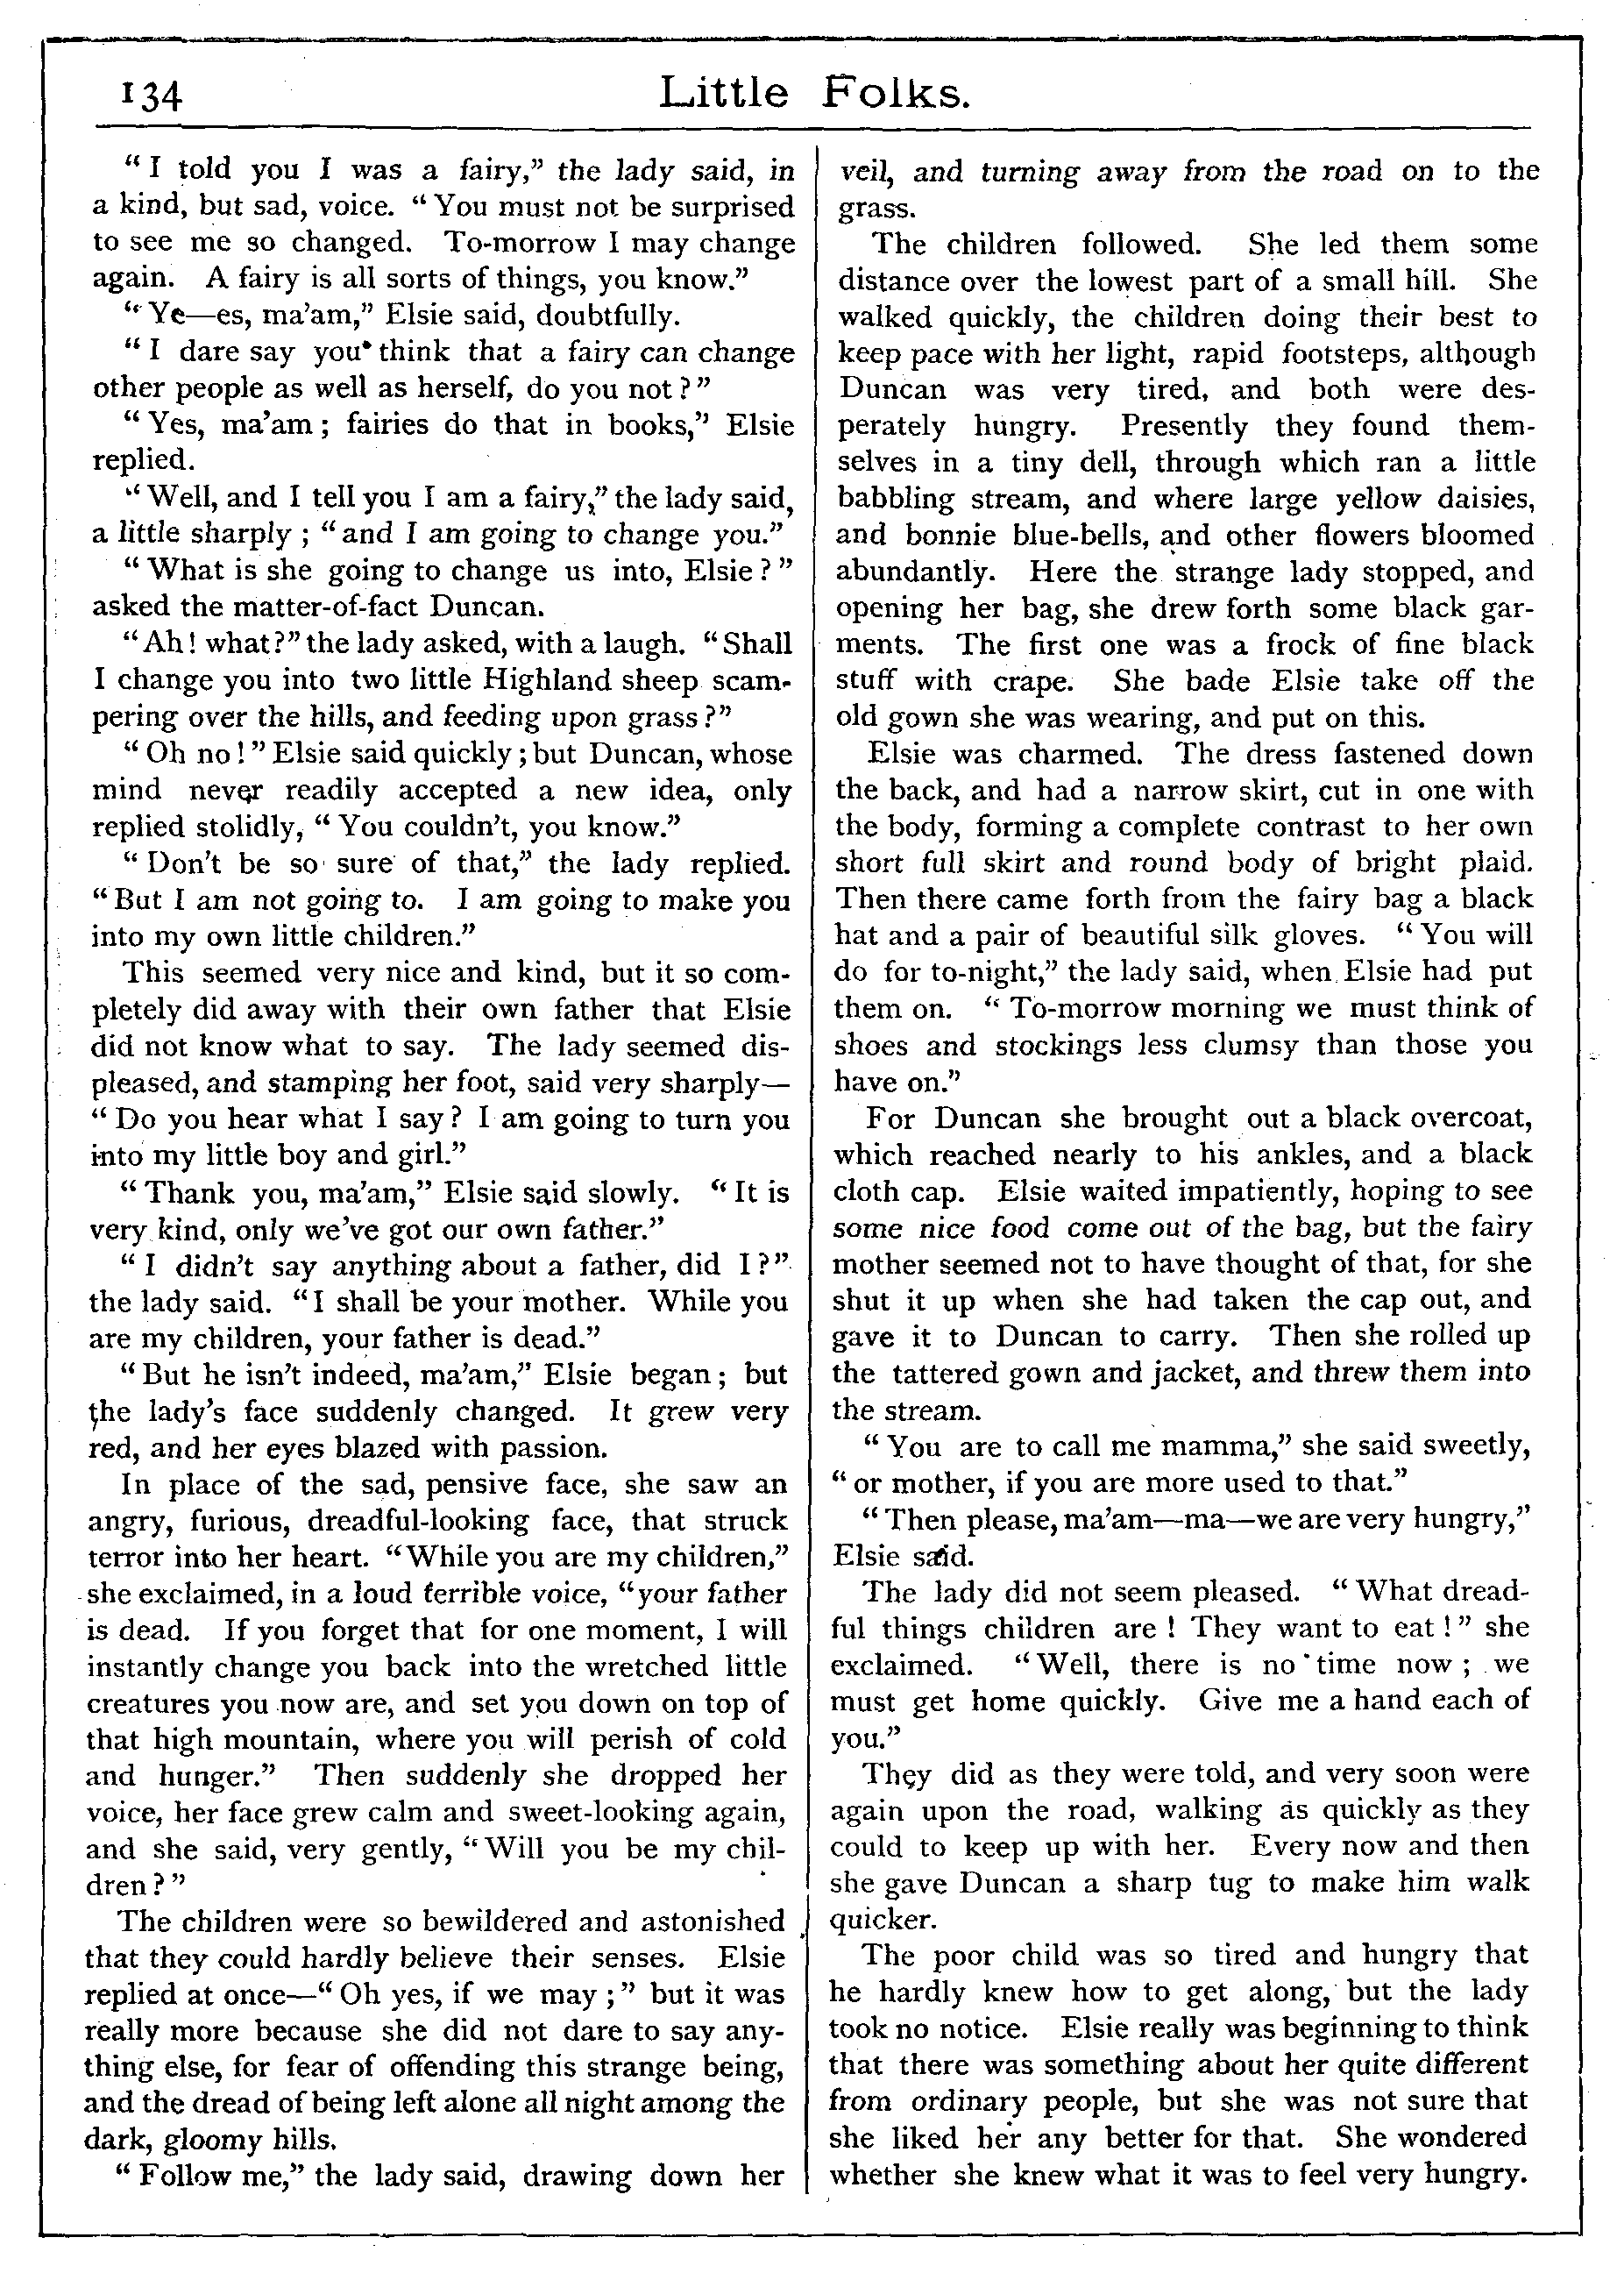 134
Little Folks.
“I told you I was a fairy,” the lady said, in
a kind, but sad, voice. “You must not be surprised
to see me so changed. To-morrow I may change
again. A fairy is all sorts of things, you know.”
“Ye—es, ma’am,” Elsie said, doubtfully.
“I dare say you think that a fairy can change
other people as well as herself, do you not?”
“Yes, ma’am; fairies do that in books,” Elsie
replied.
“Well, and I tell you I am a fairy,” the lady said,
a little sharply; “and I am going to change you.”
“What is she going to change us into, Elsie?”
asked the matter-of-fact Duncan.
“Ah! what?” the lady asked, with a laugh. “Shall
I change you into two little Highland sheep scam-
pering over the hills, and feeding upon grass?”
“Oh no!” Elsie said quickly; but Duncan, whose
mind never readily accepted a new idea, only
replied stolidly, “You couldn’t, you know.”
“Don’t be so sure of that,” the lady replied.
“But I am not going to. I am going to make you
into my own little children.”
This seemed very nice and kind, but it so com-
pletely did away with their own father that Elsie
did not know what to say. The lady seemed dis-
pleased, and stamping her foot, said very sharply—
“Do you hear what I say? I am going to turn you
into my little boy and girl.”
“Thank you, ma’am,” Elsie said slowly. “It is
very kind, only we’ve got our own father.”
“I didn’t say anything about a father, did I?”
the lady said. “I shall be your mother. While you
are my children, your father is dead.”
“But he isn’t indeed, ma’am,” Elsie began; but
the lady’s face suddenly changed. It grew very
red, and her eyes blazed with passion.
In place of the sad, pensive face, she saw an
angry, furious, dreadful-looking face, that struck
terror into her heart. “While you are my children,”
she exclaimed, in a loud terrible voice, “your father
is dead. If you forget that for one moment, I will
instantly change you back into the wretched little
creatures you now are, and set you down on top of
that high mountain, where you will perish of cold
and hunger.” Then suddenly she dropped her
voice, her face grew calm and sweet-looking again,
and she said, very gently, “Will you be my chil-
dren?”
The children were so bewildered and astonished
that they could hardly believe their senses. Elsie
replied at once—“Oh yes, if we may;” but it was
really more because she did not dare to say any-
thing else, for fear of offending this strange being,
and the dread of being left alone all night among the
dark, gloomy hills.
“Follow me,” the lady said, drawing down her
veil, and turning away from the road on to the
grass.
The children followed. She led them some
distance over the lowest part of a small hill. She
walked quickly, the children doing their best to
keep pace with her light, rapid footsteps, although
Duncan was very tired, and both were des-
perately hungry. Presently they found them-
selves in a tiny dell, through which ran a little
babbling stream, and where large yellow daisies,
and bonnie blue-bells, and other flowers bloomed
abundantly. Here the strange lady stopped, and
opening her bag, she drew forth some black gar-
ments. The first one was a frock of fine black
stuff with crape. She bade Elsie take off the
old gown she was wearing, and put on this.
Elsie was charmed. The dress fastened down
the back, and had a narrow skirt, cut in one with
the body, forming a complete contrast to her own
short full skirt and round body of bright plaid.
Then there came forth from the fairy bag a black
hat and a pair of beautiful silk gloves. “You will
do for to-night,” the lady said, when Elsie had put
them on. “To-morrow morning we must think of
shoes and stockings less clumsy than those you
have on.”
For Duncan she brought out a black overcoat,
which reached nearly to his ankles, and a black
cloth cap. Elsie waited impatiently, hoping to see
some nice food come out of the bag, but the fairy
mother seemed not to have thought of that, for she
shut it up when she had taken the cap out, and
gave it to Duncan to carry. Then she rolled up
the tattered gown and jacket, and threw them into
the stream.
“You are to call me mamma,” she said sweetly,
“or mother, if you are more used to that.”
“Then please, ma’am—ma—we are very hungry,”
Elsie said.
The lady did not seem pleased. “What dread-
ful things children are! They want to eat!” she
exclaimed. “Well, there is no time now; we
must get home quickly. Give me a hand each of
you.”
They did as they were told, and very soon were
again upon the road, walking as quickly as they
could to keep up with her. Every now and then
she gave Duncan a sharp tug to make him walk
quicker.
The poor child was so tired and hungry that
he hardly knew how to get along, but the lady
took no notice. Elsie really was beginning to think
that there was something about her quite different
from ordinary people, but she was not sure that
she liked her any better for that. She wondered
whether she knew what it was to feel very hungry.